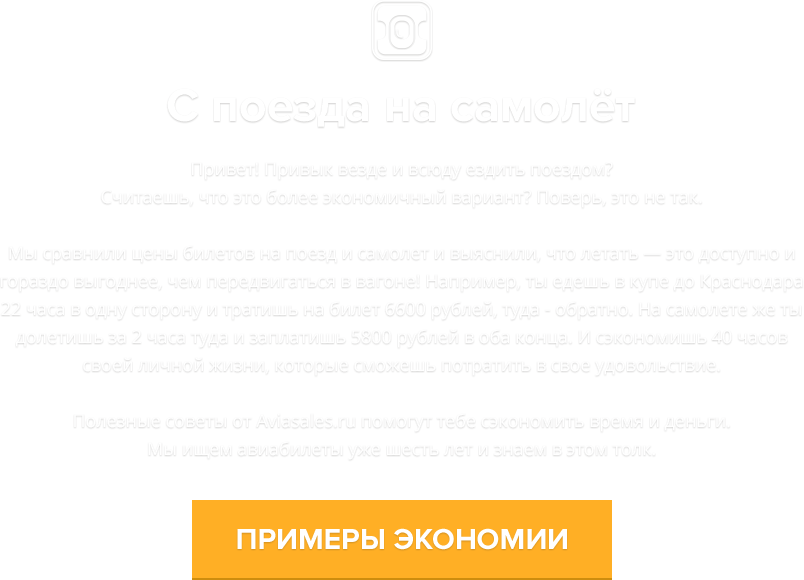 С поезда на самолёт
Привет! Привык везде и всюду ездить поездом?
Считаешь, что это более экономичный вариант? Поверь, это не так.
Мы сравнили цены билетов на поезд и самолет и выяснили, что летать — это доступно и
гораздо выгоднее, чем передвигаться в вагоне! Например, ты едешь в купе до Краснодара
22 часа в одну сторону и тратишь на билет 6600 рублей, туда - обратно. На самолете же ты
долетишь за 2 часа туда и заплатишь 5800 рублей в оба конца. И сэкономишь 40 часов
своей личной жизни, которые сможешь потратить в свое удовольствие.
Полезные советы от Aviasales.ru помогут тебе сэкономить время и деньги.
Мы ищем авиабилеты уже шесть лет и знаем в этом толк.
ПРИМЕРЫ ЭКОНОМИИ